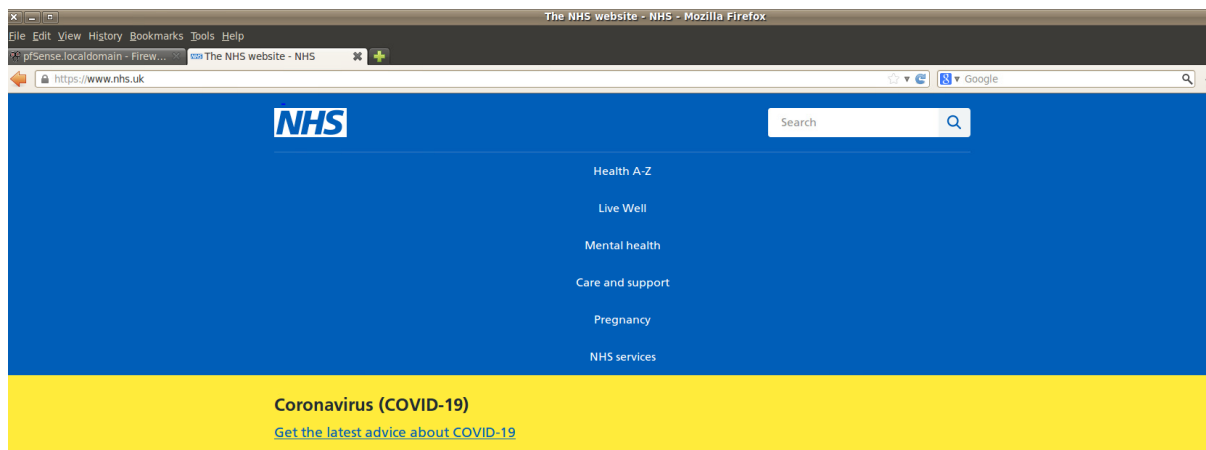 The NHS website - NHS - Mozilla Firefox
File Edit View History Bookmarks Tools Help
pfSense.localdomain - Firew... The NHS website - NHS
https://www.nhs.uk Google
NHS Search
Health A-Z
Live Well
Mental health
Care and support
Pregnancy
NHS services
Coronavirus (COVID-19)
Get the latest advice about COVID-19